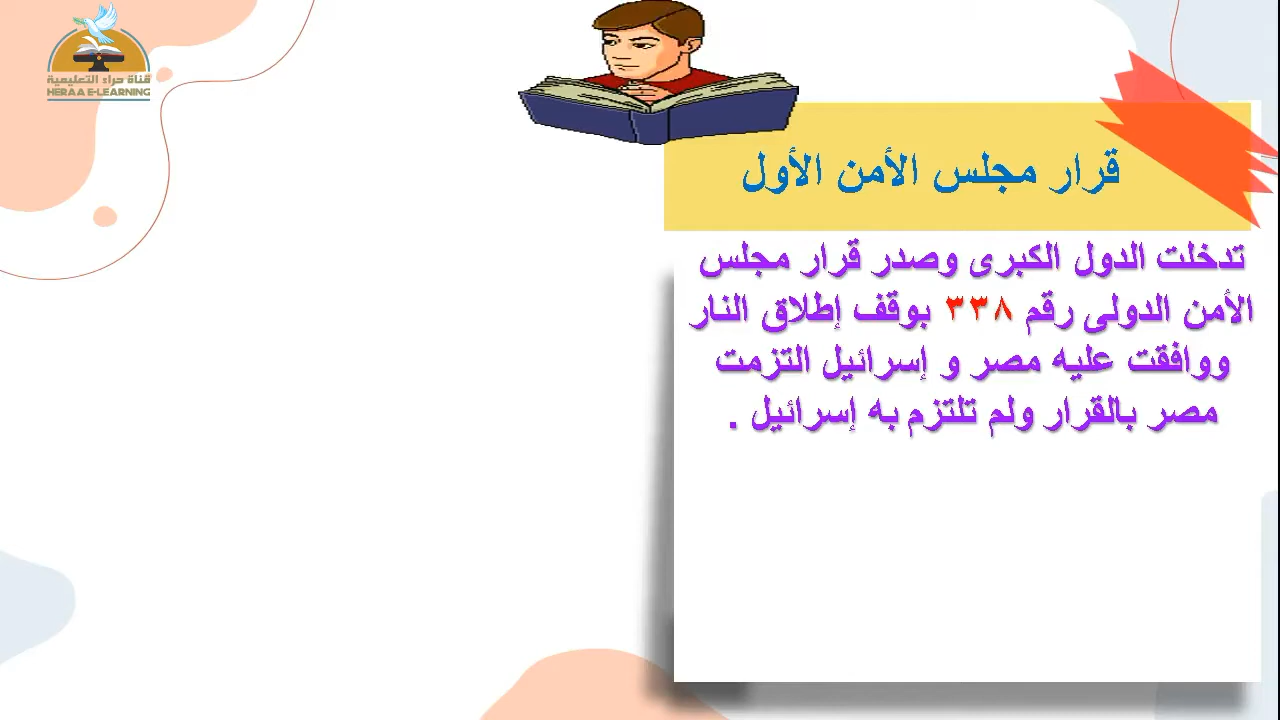 قناة حراء التعليمية
HERAA E-LEARNING
قرار مجلس الأمن الأول
تدخلت الدول الكبرى وصدر قرار مجلس
الأمن الدولى رقم ٣٣٨ بوقف إطلاق النار
ووافقت عليه مصر و إسرائيل التزمت
مصر بالقرار ولم تلتزم به إسرائيل .